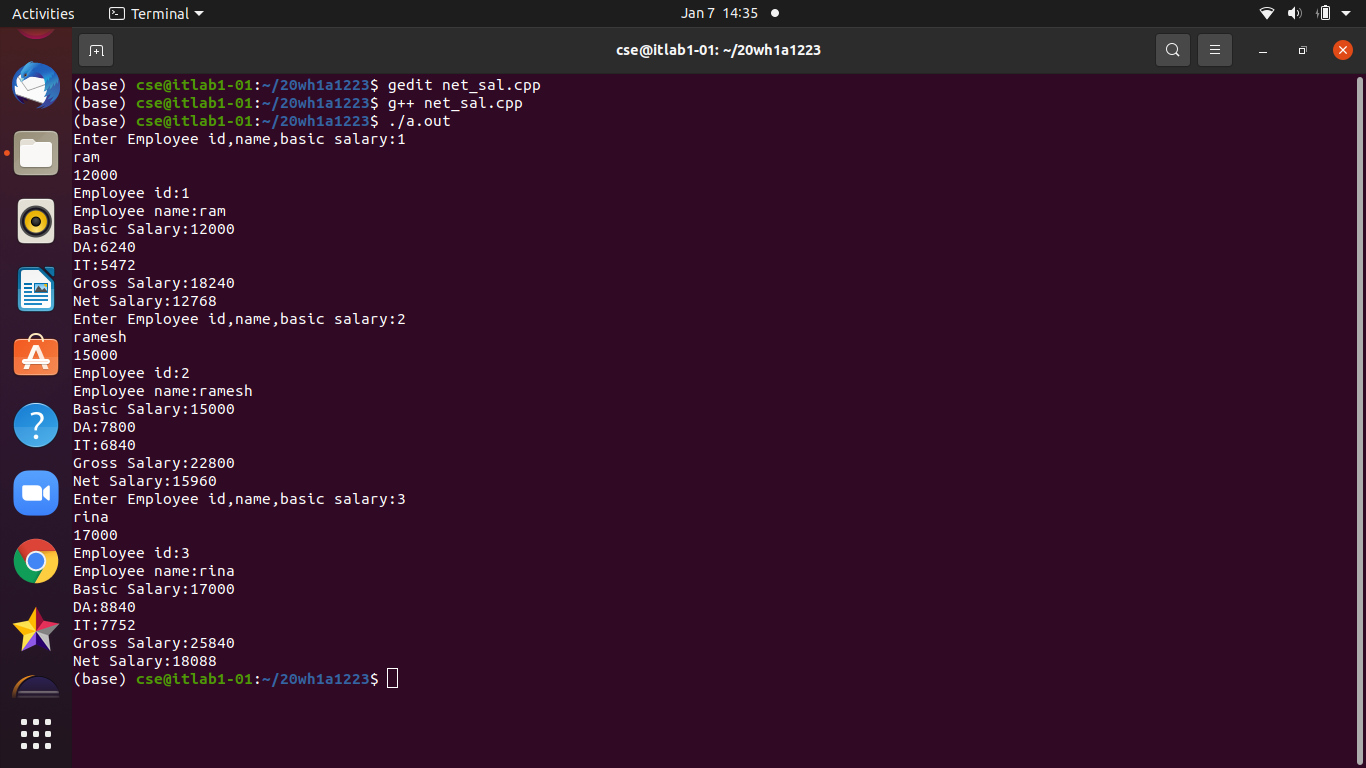 Activities Terminal Jan 7 14:35
cse@itlab1-01: ~/20wh1a1223
(base) cse@itlab1-01:~/20wh1a1223$ gedit net_sal.cpp
(base) cse@itlab1-01:~/20wh1a1223$ g++ net_sal.cpp
(base) cse@itlab1-01:~/20wh1a1223$ ./a.out
Enter Employee id,name,basic salary:1
ram
12000
Employee id:1
Employee name:ram
Basic Salary:12000
DA:6240
IT:5472
Gross Salary:18240
Net Salary:12768
Enter Employee id,name,basic salary:2
ramesh
15000
Employee id:2
Employee name:ramesh
Basic Salary:15000
DA:7800
IT:6840
Gross Salary:22800
Net Salary:15960
Enter Employee id,name,basic salary:3
rina
17000
Employee id:3
Employee name:rina
Basic Salary:17000
DA:8840
IT:7752
Gross Salary:25840
Net Salary:18088
(base) cse@itlab1-01:~/20wh1a1223$